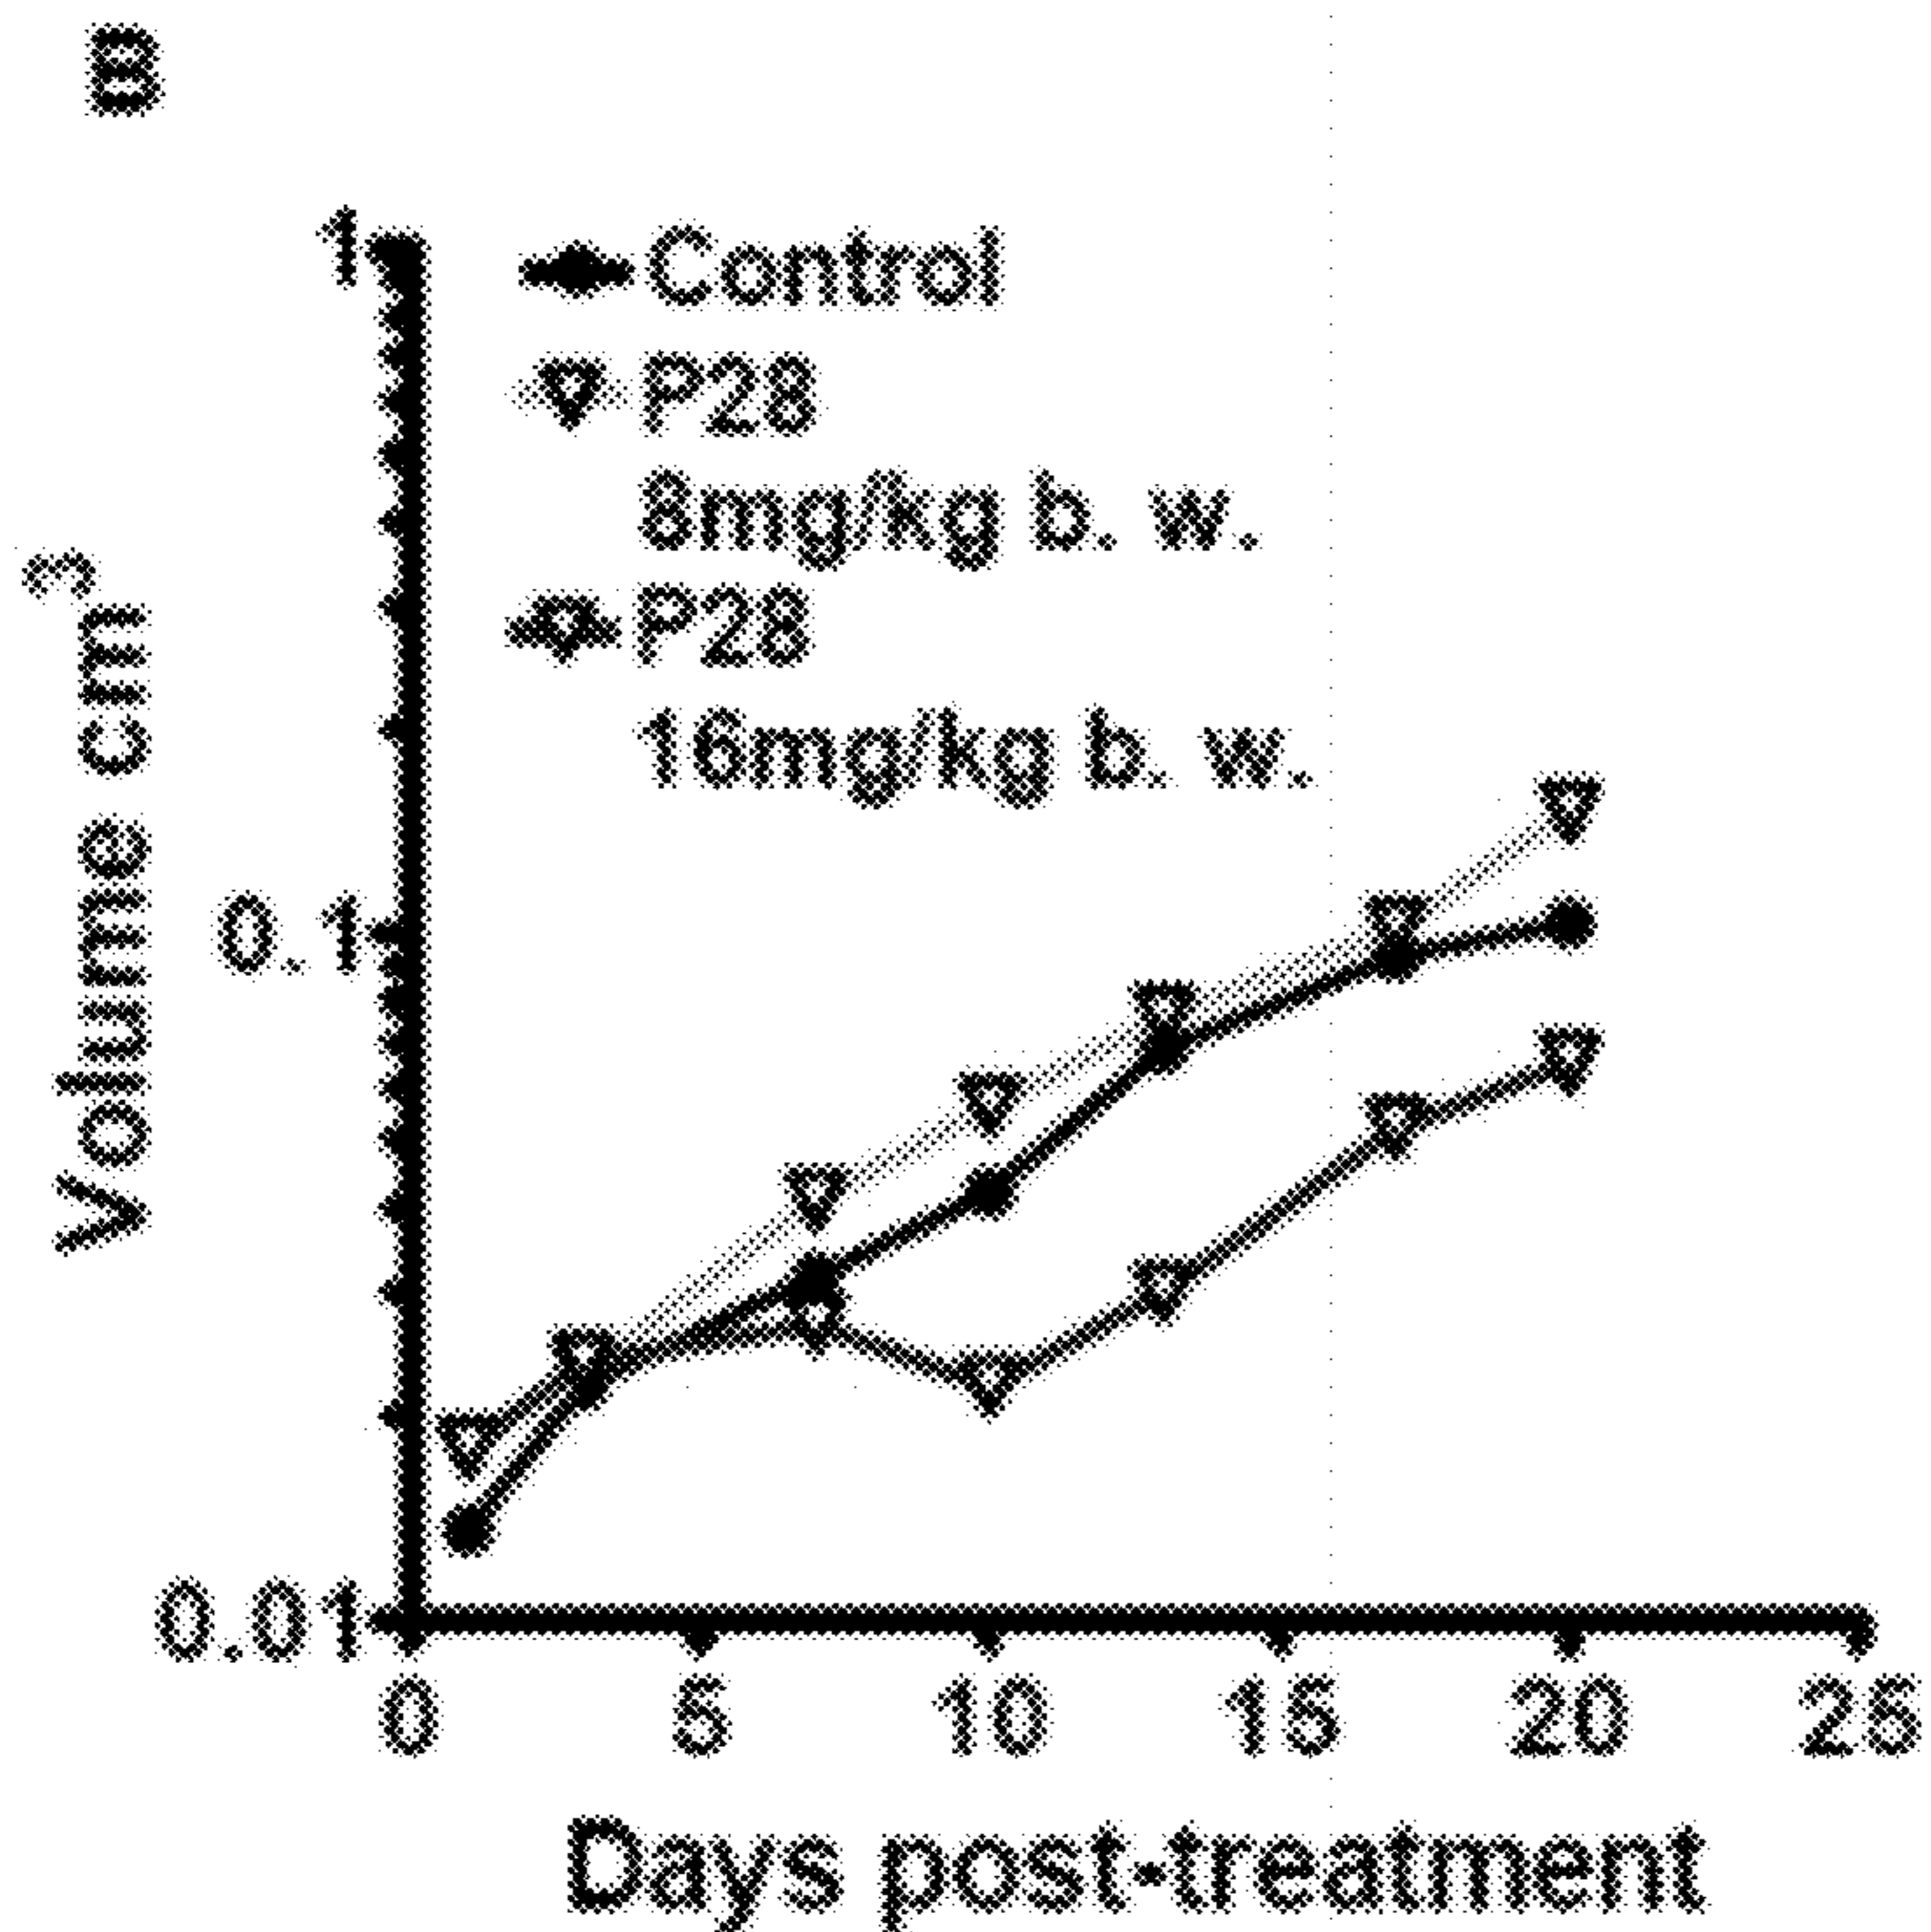 B
Volume cm³
1
0.1
0.01
Control
P28
8mg/kg b. w.
P28
16mg/kg b. w.
0 5 10 15 20 25
Days post-treatment